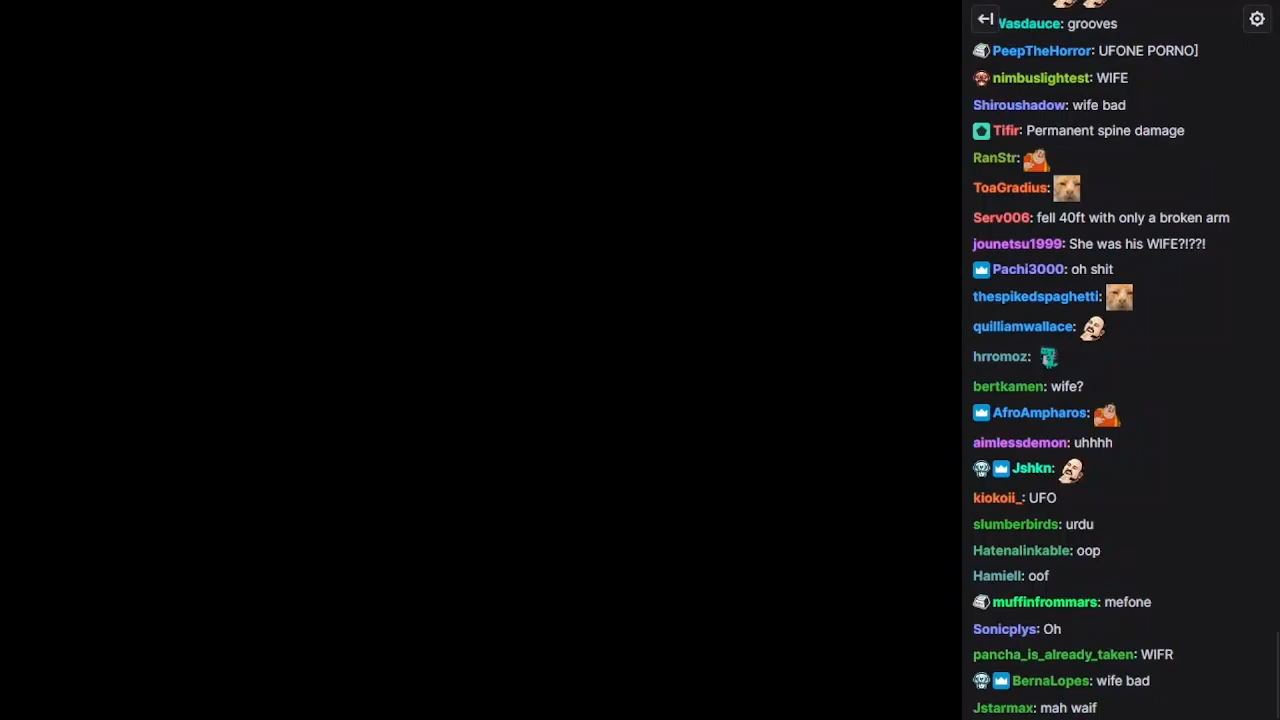 Wasdauce: grooves
PeepTheHorror: UFONE PORNO]
nimbuslightest: WIFE
Shiroushadow: wife bad
Tifir: Permanent spine damage
RanStr:
ToaGradius:
Serv006: fell 40ft with only a broken arm
jounetsu1999: She was his WIFE?!??!
Pachi3000: oh shit
thespikedspaghetti:
quilliamwallace:
hrromoz:
bertkamen: wife?
AfroAmpharos:
aimlessdemon: uhhhh
Jshkn:
kiokoii_: UFO
slumberbirds: urdu
Hatenalinkable: oop
Hamiell: oof
muffinfrommars: mefone
Sonicplys: Oh
pancha_is_already_taken: WIFR
BernaLopes: wife bad
Jstarmax: mah waif